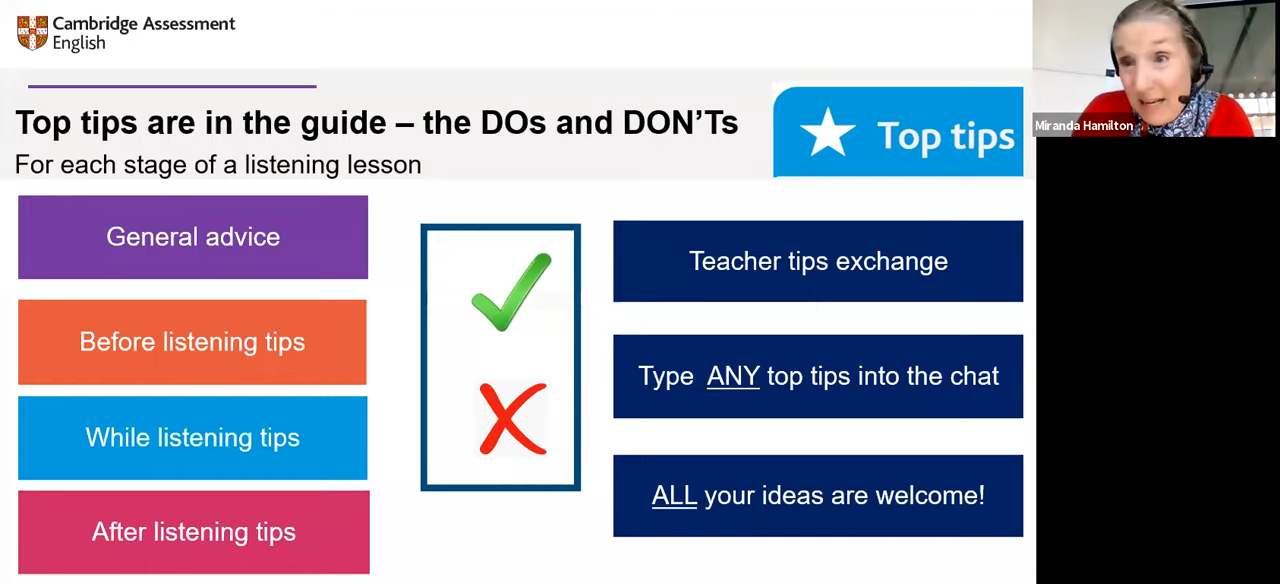 Cambridge Assessment
English
Top tips are in the guide – the DOs and DON'Ts
For each stage of a listening lesson
Top tips
Miranda Hamilton
General advice
Before listening tips
While listening tips
After listening tips
Teacher tips exchange
Type ANY top tips into the chat
ALL your ideas are welcome!